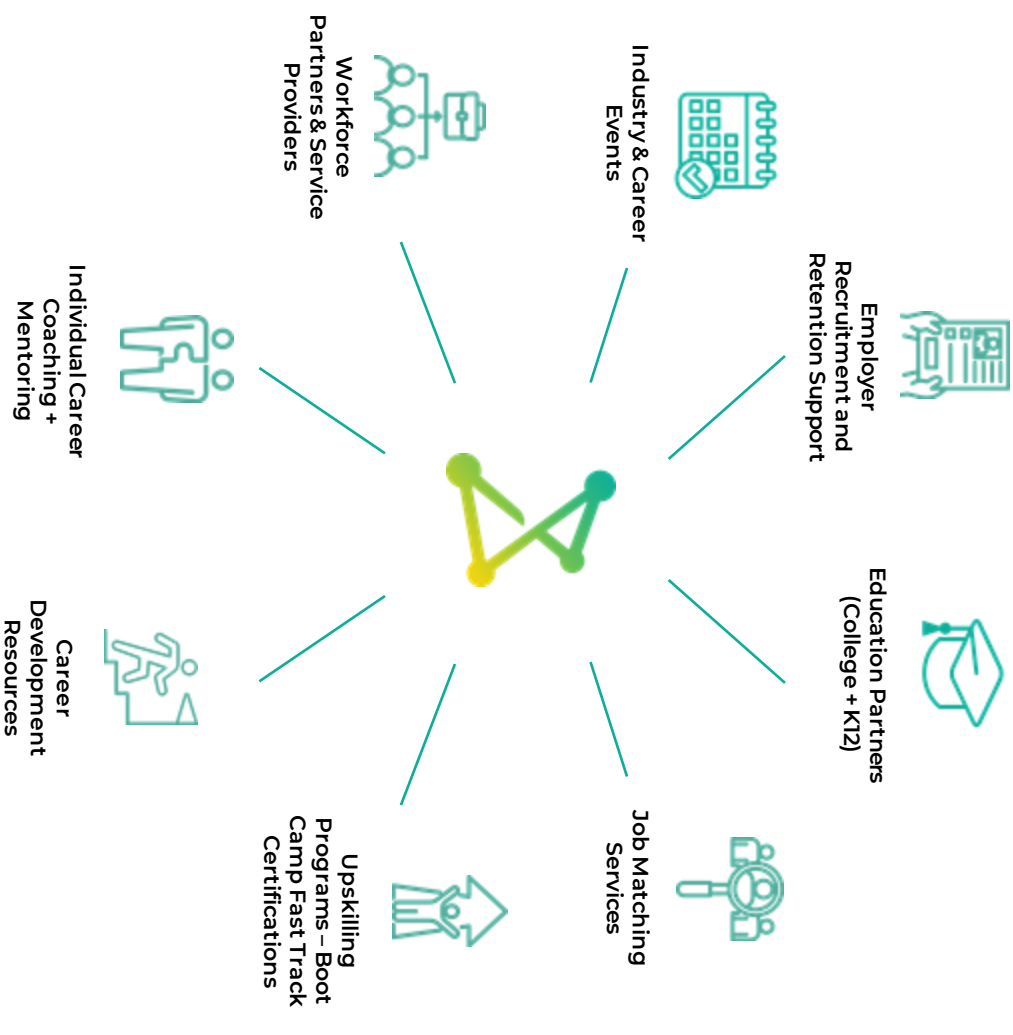 Employer
Recruitment and
Retention Support
Education Partners
(College + K12)
Industry & Career
Events
Job Matching
Services
Workforce
Partners & Service
Providers
Upskilling
Programs – Boot
Camp Fast Track
Certifications
Individual Career
Coaching +
Mentoring
Career
Development
Resources